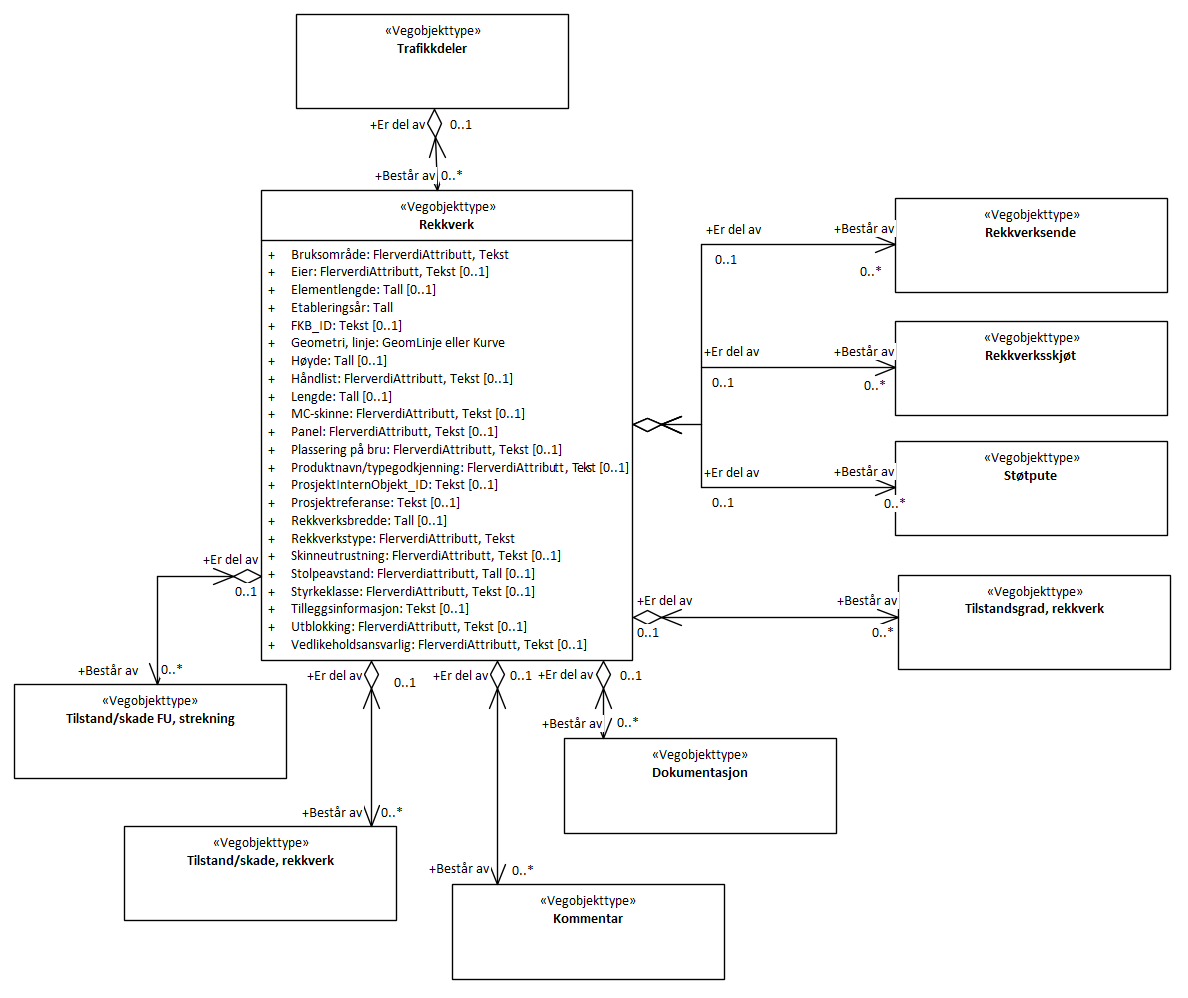 «Vegobjekttype»
Trafikkdeler
+Er del av
0..1
+Består av
0..*
«Vegobjekttype»
Rekkverk
+ Bruksområde: FlerverdiAttributt, Tekst
+ Eier: FlerverdiAttributt, Tekst [0..1]
+ Elementlengde: Tall [0..1]
+ Etableringsår: Tall
+ FKB_ID: Tekst [0..1]
+ Geometri, linje: GeomLinje eller Kurve
+ Høyde: Tall [0..1]
+ Håndlist: FlerverdiAttributt, Tekst [0..1]
+ Lengde: Tall [0..1]
+ MC-skinne: FlerverdiAttributt, Tekst [0..1]
+ Panel: FlerverdiAttributt, Tekst [0..1]
+ Plassering på bru: FlerverdiAttributt, Tekst [0..1]
+ Produktnavn/typegodkjenning: FlerverdiAttributt, Tekst [0..1]
+ ProsjektInternObjekt_ID: Tekst [0..1]
+ Prosjektreferanse: Tekst [0..1]
+ Rekkverksbredde: Tall [0..1]
+ Rekkverkstype: FlerverdiAttributt, Tekst
+ Skinneutrustning: FlerverdiAttributt, Tekst [0..1]
+ Stolpeavstand: Flerverdiattributt, Tall [0..1]
+ Styrkeklasse: FlerverdiAttributt, Tekst [0..1]
+ Tilleggsinformasjon: Tekst [0..1]
+ Utblokking: FlerverdiAttributt, Tekst [0..1]
+ Vedlikeholdsansvarlig: FlerverdiAttributt, Tekst [0..1]
+Er del av
0..1
+Består av
0..*
«Vegobjekttype»
Rekkverksende
+Er del av
0..1
+Består av
0..*
«Vegobjekttype»
Rekkverksskjøt
+Er del av
0..1
+Består av
0..*
«Vegobjekttype»
Støtpute
+Er del av
0..1
+Består av
0..*
«Vegobjekttype»
Tilstandsgrad, rekkverk
+Er del av
0..1
+Består av
0..*
«Vegobjekttype»
Tilstand/skade FU, strekning
+Er del av
0..1
+Består av
0..*
«Vegobjekttype»
Tilstand/skade, rekkverk
+Er del av
0..1
+Består av
0..*
«Vegobjekttype»
Kommentar
+Er del av
0..1
+Består av
0..*
«Vegobjekttype»
Dokumentasjon